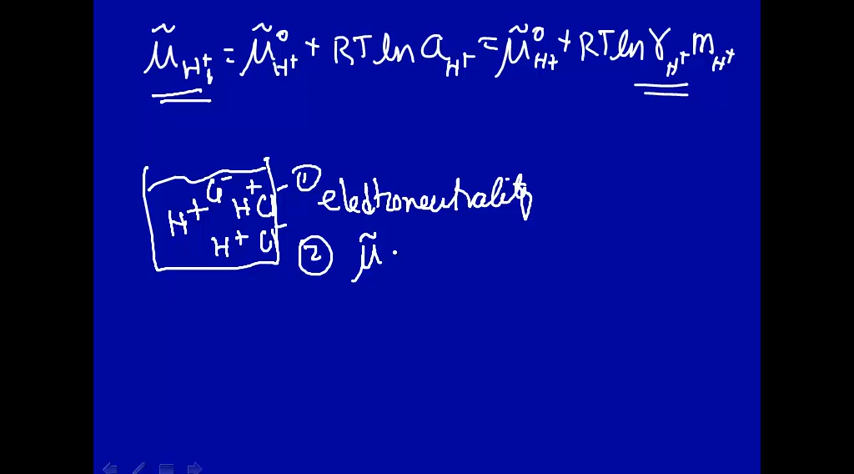 μ̃H+ = μ̃°H+ + RT ln aH+ = μ̃°H+ + RT ln γH+ mH+
Cl- +
H+ H Cl-
H+ Cl-
① electroneutrality
② μ̃